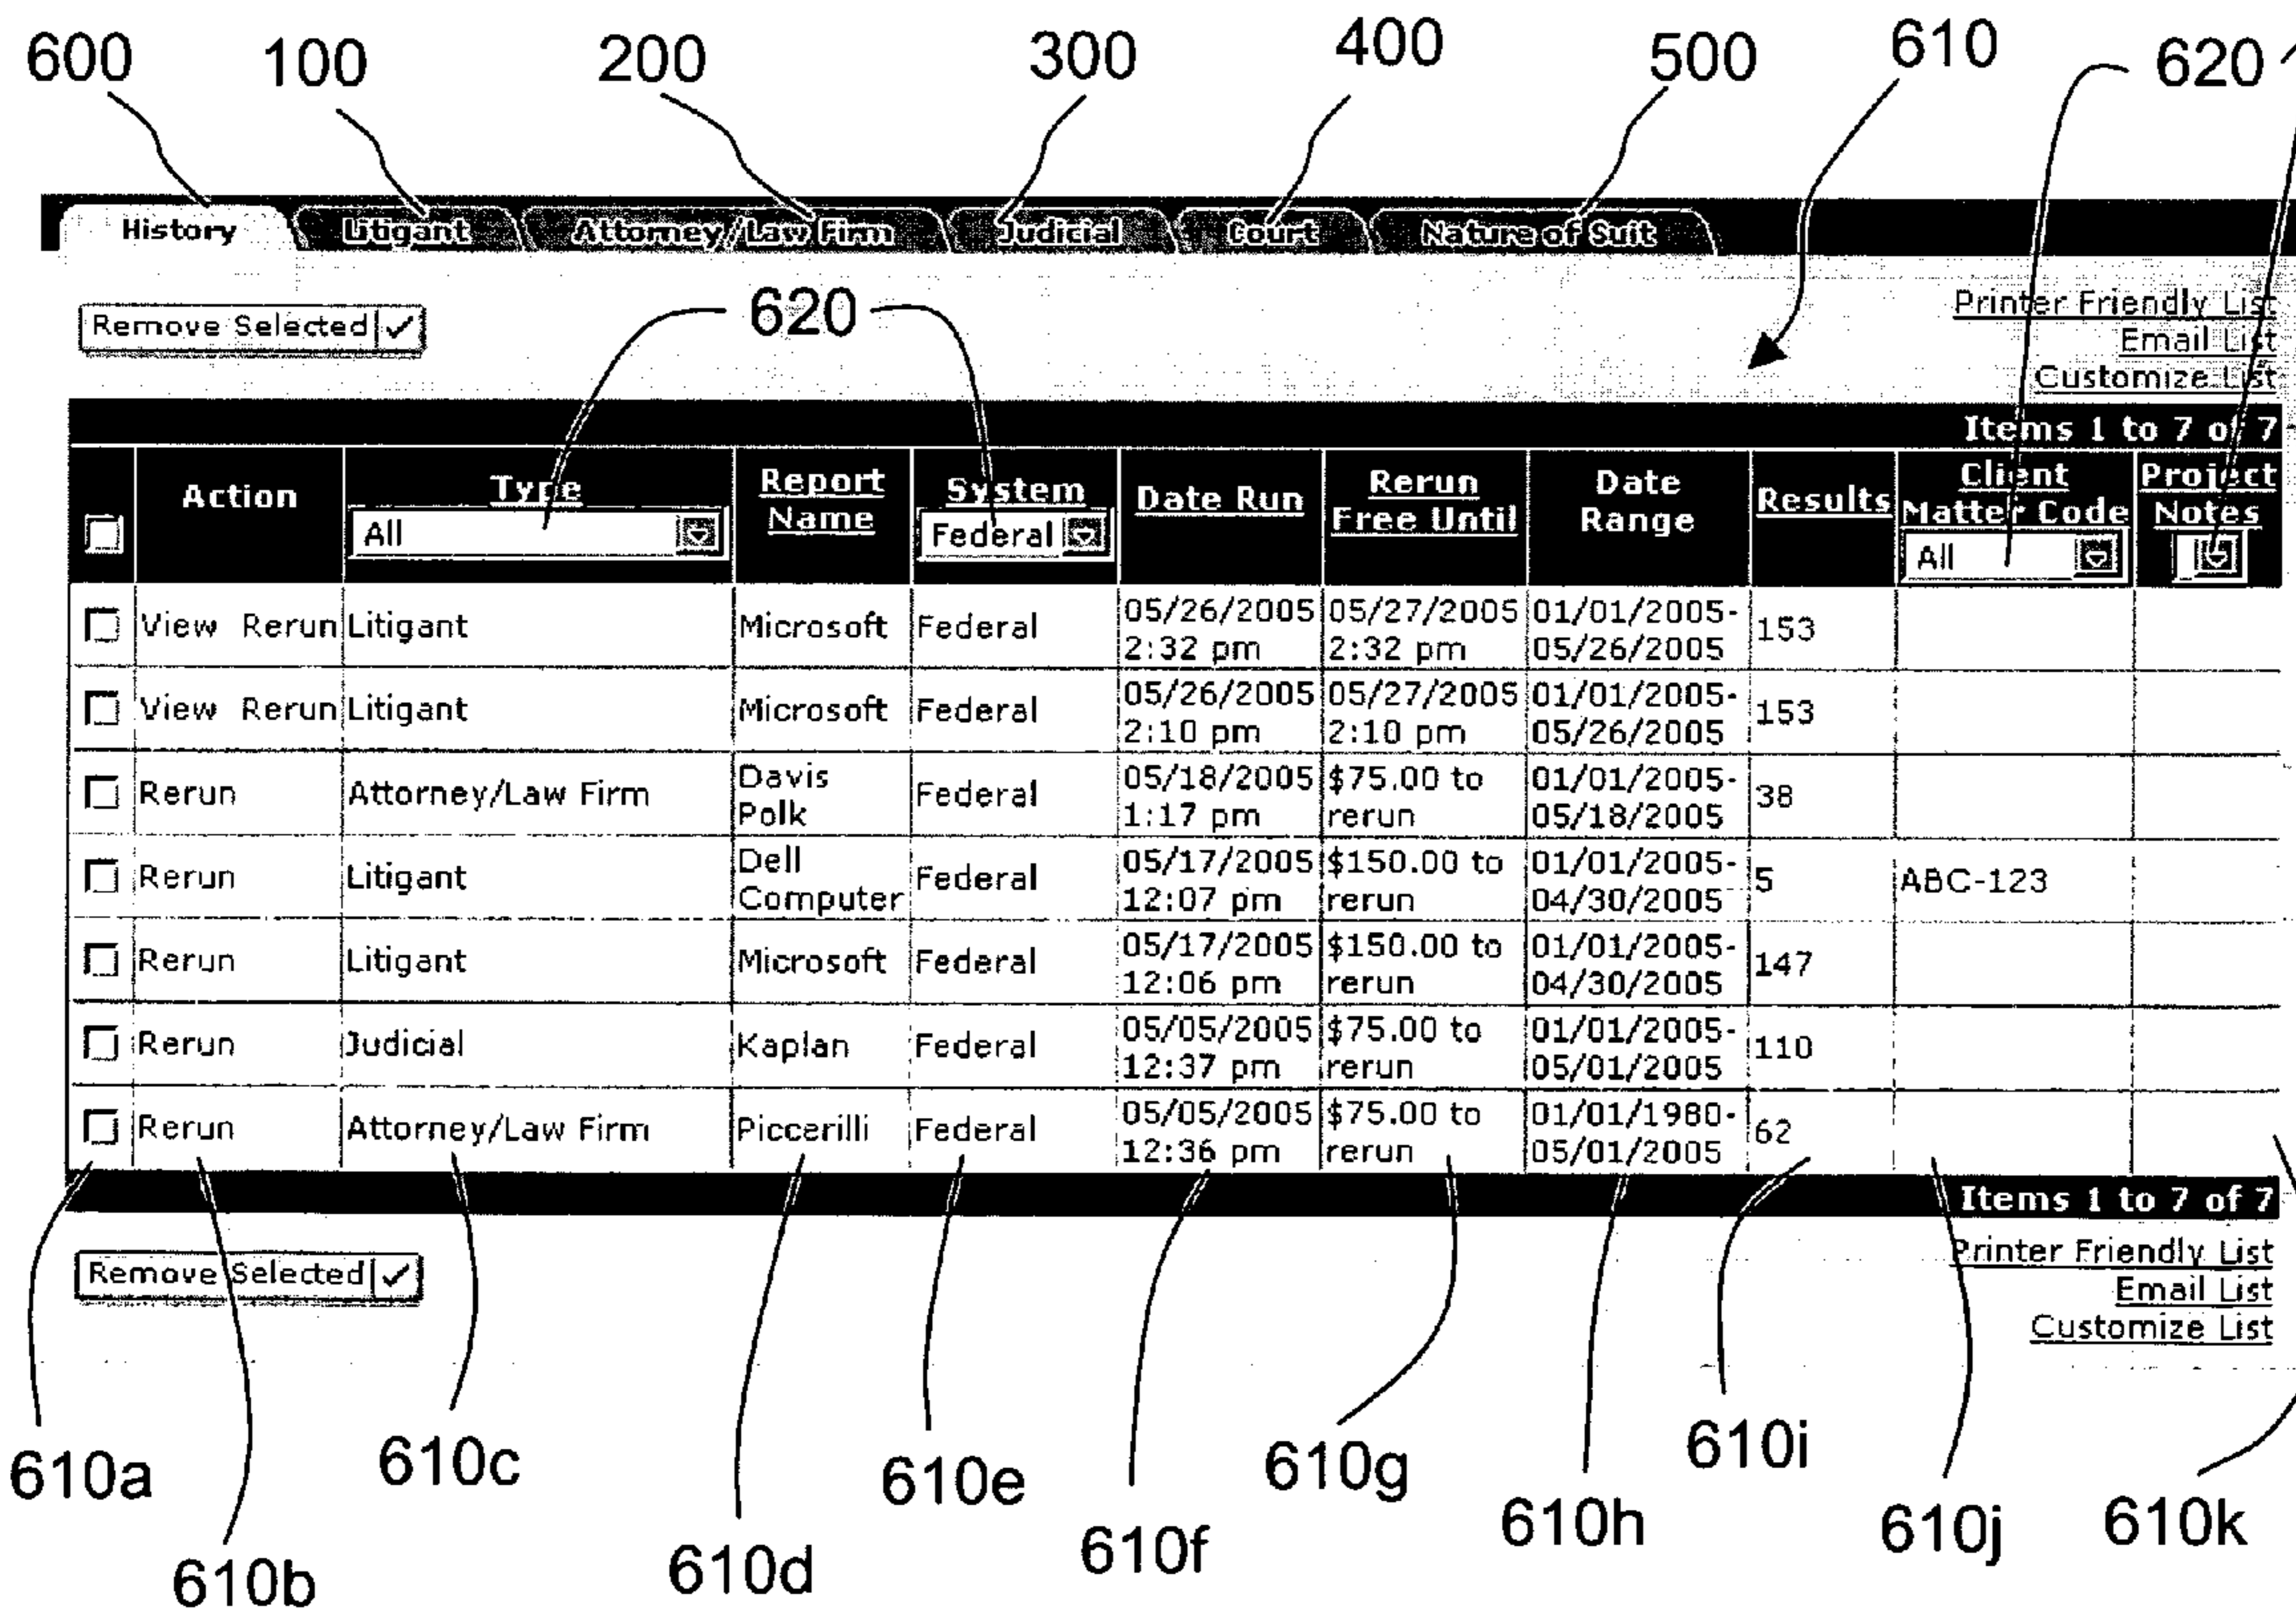 600 100 200 300 400 500 610 620
History Litigant Attorney/Law Firm Judicial Court Nature of Suit
Remove Selected 620 Printer Friendly List
Email List
Customize List
Items 1 to 7 of 7
Action Type Report Name System Date Run Rerun Free Until Date Range Results Client Matter Code Project Notes
All Federal All
View Rerun Litigant Microsoft Federal 05/26/2005 2:32 pm 05/27/2005 2:32 pm 01/01/2005-05/26/2005 153
View Rerun Litigant Microsoft Federal 05/26/2005 2:10 pm 05/27/2005 2:10 pm 01/01/2005-05/26/2005 153
Rerun Attorney/Law Firm Davis Polk Federal 05/18/2005 1:17 pm $75.00 to rerun 01/01/2005-05/18/2005 38
Rerun Litigant Dell Computer Federal 05/17/2005 12:07 pm $150.00 to rerun 01/01/2005-04/30/2005 5 ABC-123
Rerun Litigant Microsoft Federal 05/17/2005 12:06 pm $150.00 to rerun 01/01/2005-04/30/2005 147
Rerun Judicial Kaplan Federal 05/05/2005 12:37 pm $75.00 to rerun 01/01/2005-05/01/2005 110
Rerun Attorney/Law Firm Piccerilli Federal 05/05/2005 12:36 pm $75.00 to rerun 01/01/1980-05/01/2005 62
Items 1 to 7 of 7
Remove Selected Printer Friendly List
Email List
Customize List
610a 610b 610c 610d 610e 610f 610g 610h 610i 610j 610k